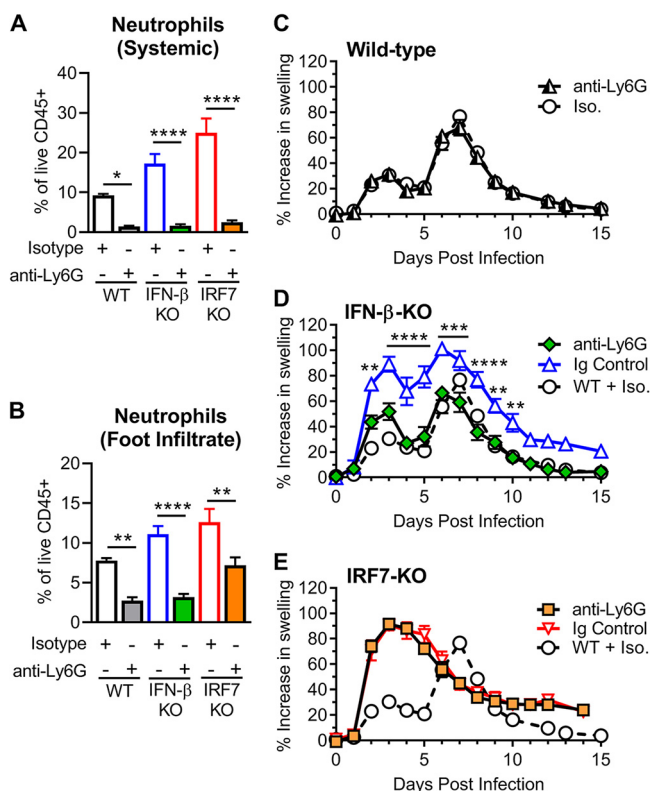 A
Neutrophils
(Systemic)
% of live CD45+
40
30
20
10
0
*
****
****
Isotype + - + - + -
anti-Ly6G - + - + - +
WT IFN-β IRF7
KO KO
B
Neutrophils
(Foot Infiltrate)
% of live CD45+
20
15
10
5
0
**
****
**
Isotype + - + - + -
anti-Ly6G - + - + - +
WT IFN-β IRF7
KO KO
C
Wild-type
% Increase in swelling
120
100
80
60
40
20
0
0 5 10 15
Days Post Infection
anti-Ly6G
Iso.
D
IFN-β-KO
% Increase in swelling
120
100
80
60
40
20
0
** **** *** **** ** **
0 5 10 15
Days Post Infection
anti-Ly6G
Ig Control
WT + Iso.
E
IRF7-KO
% Increase in swelling
120
100
80
60
40
20
0
0 5 10 15
Days Post Infection
anti-Ly6G
Ig Control
WT + Iso.